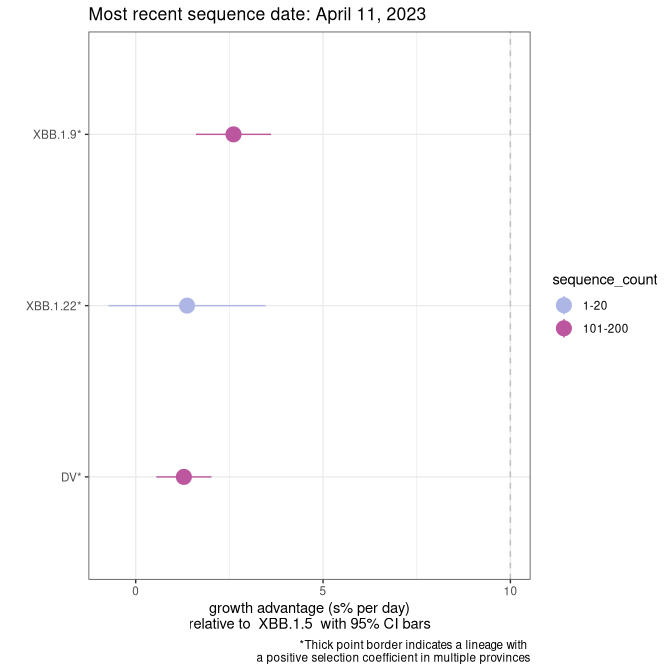 Most recent sequence date: April 11, 2023
XBB.1.9*
XBB.1.22*
DV*
0
5
10
growth advantage (s% per day)
relative to  XBB.1.5  with 95% CI bars
sequence_count
1-20
101-200
*Thick point border indicates a lineage with
a positive selection coefficient in multiple provinces